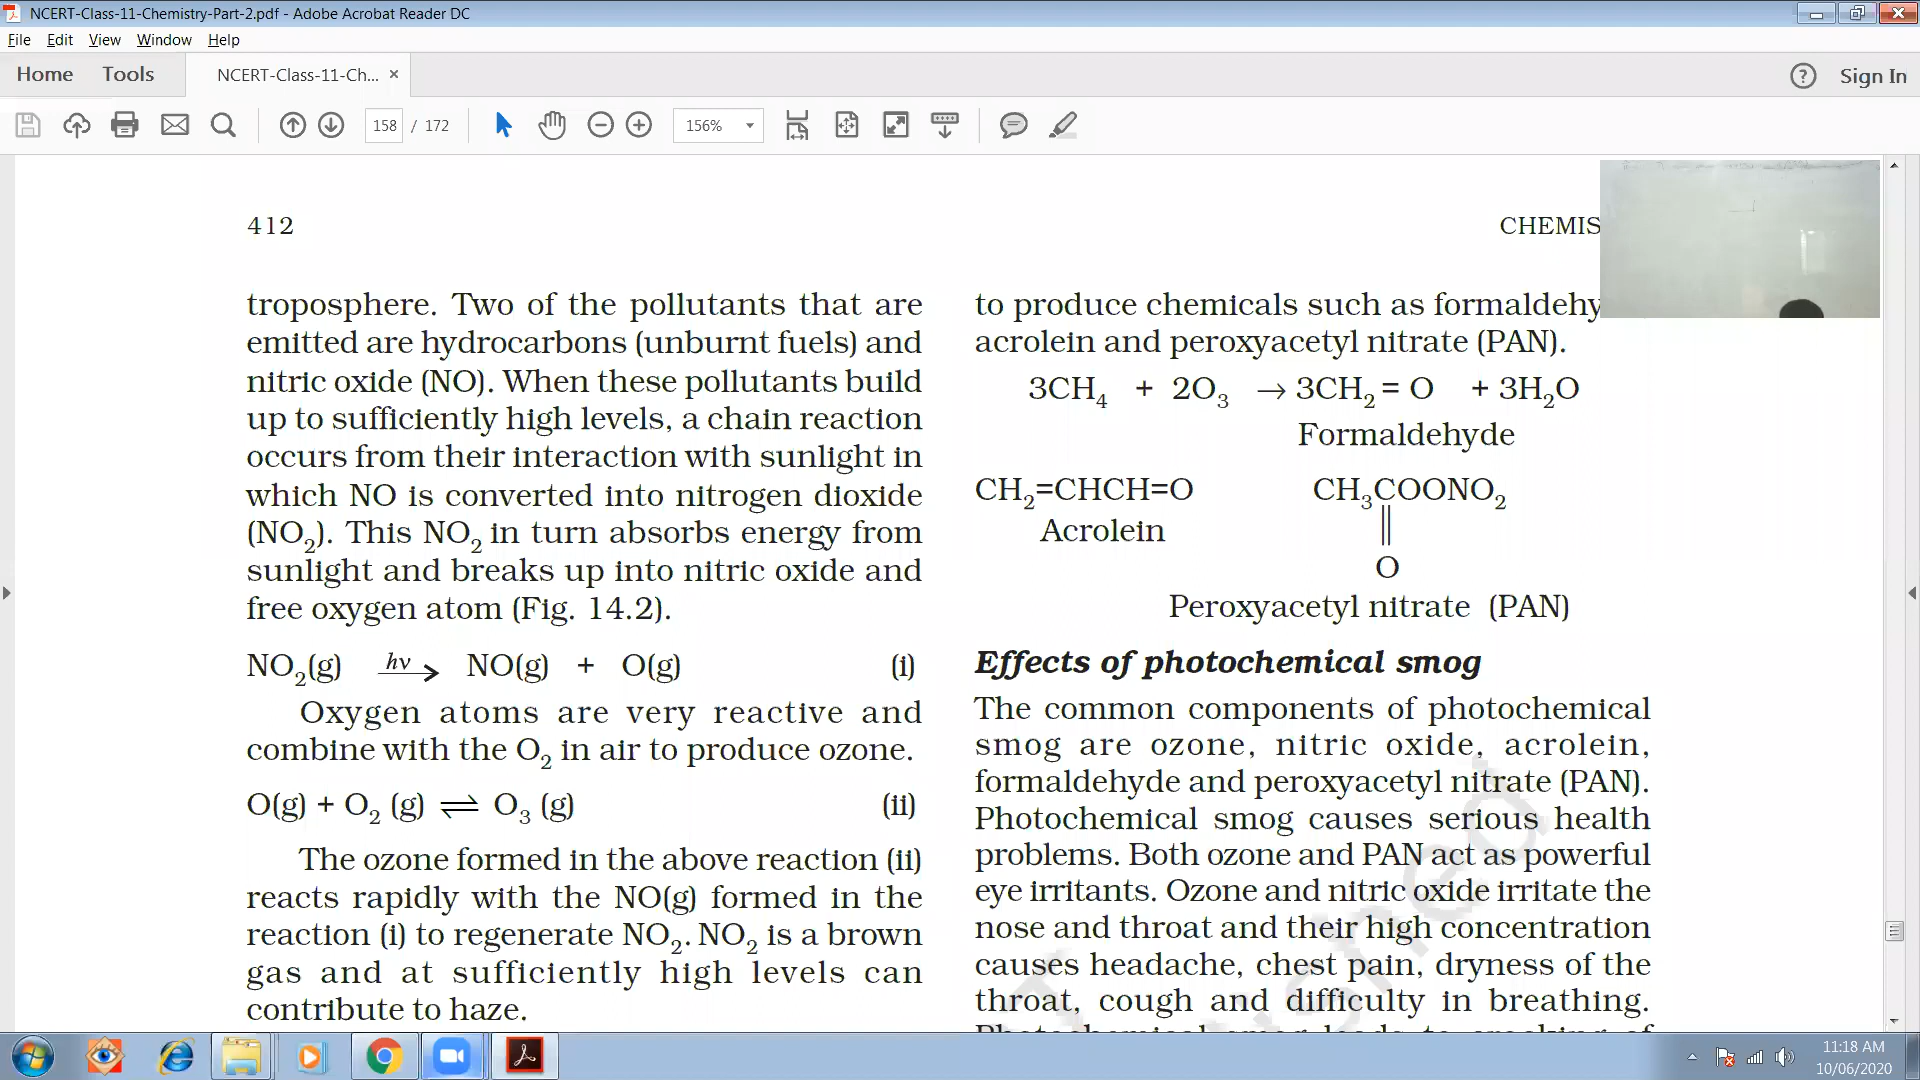 NCERT-Class-11-Chemistry-Part-2.pdf - Adobe Acrobat Reader DC
File Edit View Window Help
Home Tools NCERT-Class-11-Ch... × ? Sign In
158 / 172 156%
412
CHEMIS
troposphere. Two of the pollutants that are
emitted are hydrocarbons (unburnt fuels) and
nitric oxide (NO). When these pollutants build
up to sufficiently high levels, a chain reaction
occurs from their interaction with sunlight in
which NO is converted into nitrogen dioxide
(NO₂). This NO₂ in turn absorbs energy from
sunlight and breaks up into nitric oxide and
free oxygen atom (Fig. 14.2).
NO₂(g) hν → NO(g) + O(g) (i)
Oxygen atoms are very reactive and
combine with the O₂ in air to produce ozone.
O(g) + O₂ (g) ⇌ O₃ (g) (ii)
The ozone formed in the above reaction (ii)
reacts rapidly with the NO(g) formed in the
reaction (i) to regenerate NO₂. NO₂ is a brown
gas and at sufficiently high levels can
contribute to haze.
to produce chemicals such as formaldehy
acrolein and peroxyacetyl nitrate (PAN).
3CH₄ + 2O₃ → 3CH₂ = O + 3H₂O
Formaldehyde
CH₂=CHCH=O CH₃COONO₂
||
Acrolein
O
Peroxyacetyl nitrate (PAN)
Effects of photochemical smog
The common components of photochemical
smog are ozone, nitric oxide, acrolein,
formaldehyde and peroxyacetyl nitrate (PAN).
Photochemical smog causes serious health
problems. Both ozone and PAN act as powerful
eye irritants. Ozone and nitric oxide irritate the
nose and throat and their high concentration
causes headache, chest pain, dryness of the
throat, cough and difficulty in breathing.
11:18 AM
10/06/2020